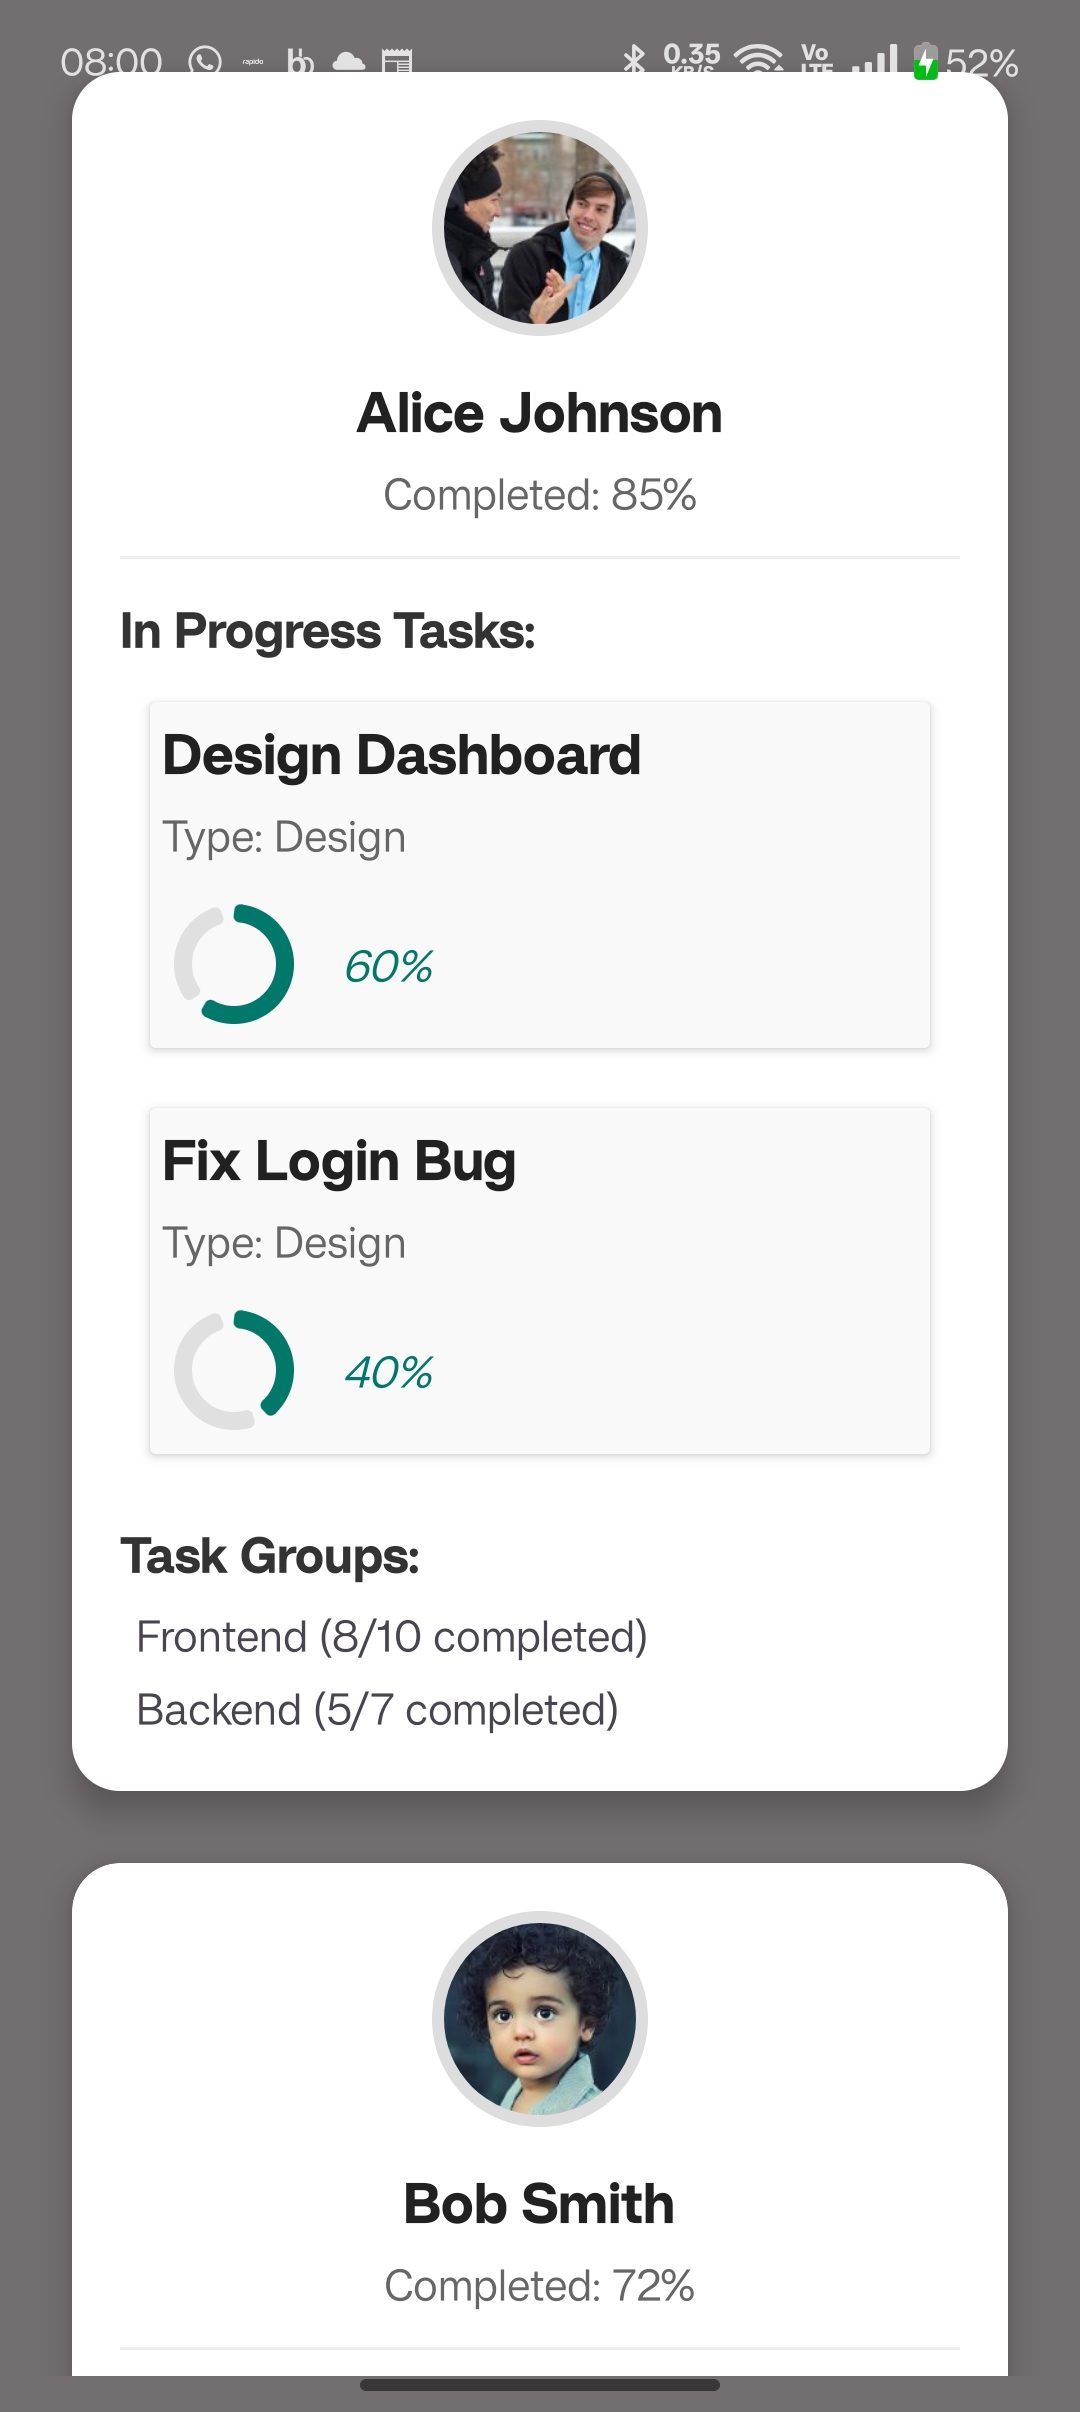 08:00 rapido 0.35 Vo 52%
KB/S LTE
Alice Johnson
Completed: 85%
In Progress Tasks:
Design Dashboard
Type: Design
60%
Fix Login Bug
Type: Design
40%
Task Groups:
Frontend (8/10 completed)
Backend (5/7 completed)
Bob Smith
Completed: 72%